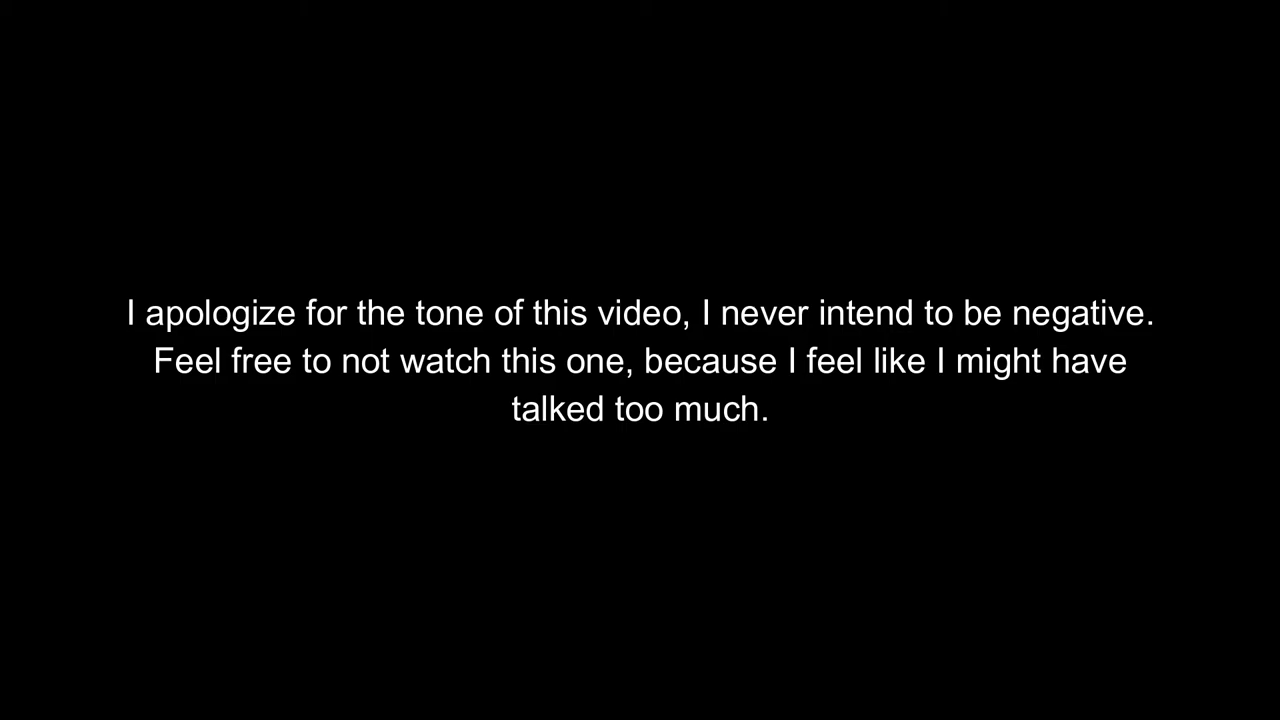 I apologize for the tone of this video, I never intend to be negative.
Feel free to not watch this one, because I feel like I might have
talked too much.